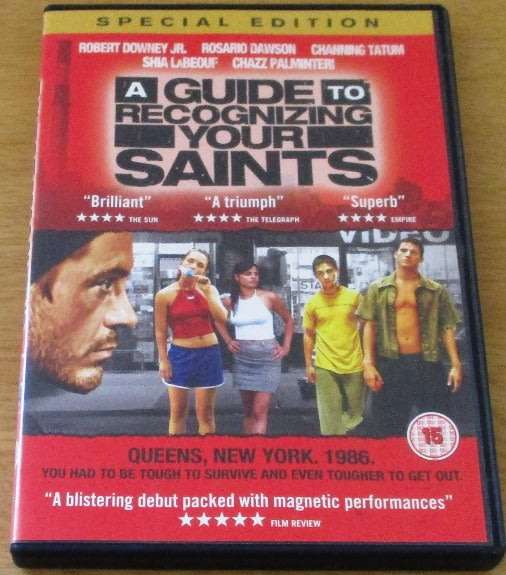 SPECIAL EDITION
ROBERT DOWNEY JR. ROSARIO DAWSON CHANNING TATUM
SHIA LaBEOUF CHAZZ PALMINTERI
A GUIDE TO
RECOGNIZING
YOUR
SAINTS
"Brilliant" "A triumph" "Superb"
★★★★ THE SUN ★★★★ THE TELEGRAPH ★★★★ EMPIRE
VIDEO
STA
15
QUEENS, NEW YORK. 1986.
YOU HAD TO BE TOUGH TO SURVIVE AND EVEN TOUGHER TO GET OUT.
"A blistering debut packed with magnetic performances"
★★★★★ FILM REVIEW